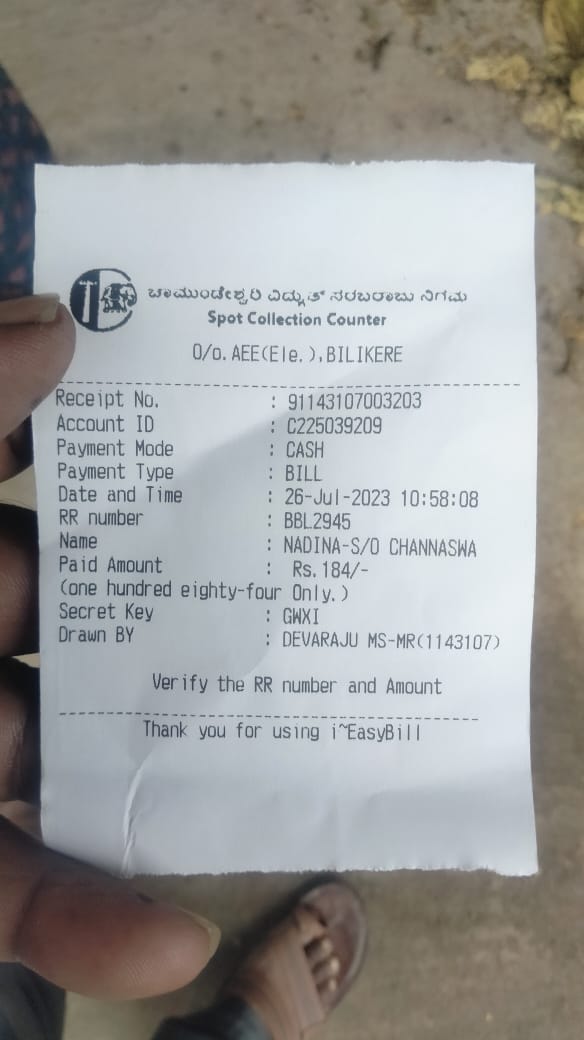 ಚಾಮುಂಡೇಶ್ವರಿ ವಿದ್ಯುತ್ ಸರಬರಾಜು ನಿಗಮ
Spot Collection Counter
O/o. AEE(Ele.),BILIKERE
Receipt No. : 91143107003203
Account ID : C225039209
Payment Mode : CASH
Payment Type : BILL
Date and Time : 26-Jul-2023 10:58:08
RR number : BBL2945
Name : NADINA-S/O CHANNASWA
Paid Amount : Rs.184/-
(one hundred eighty-four Only.)
Secret Key : GWXI
Drawn BY : DEVARAJU MS-MR(1143107)
Verify the RR number and Amount
Thank you for using i~EasyBill